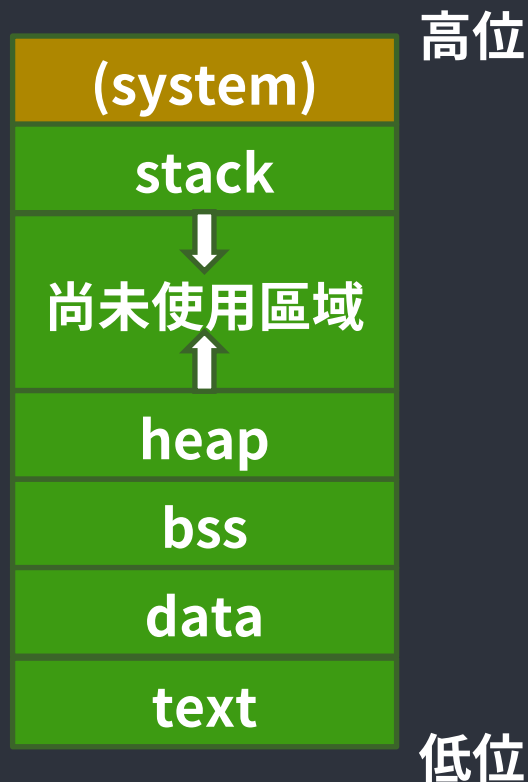 高位
(system)
stack
尚未使用區域
heap
bss
data
text
低位